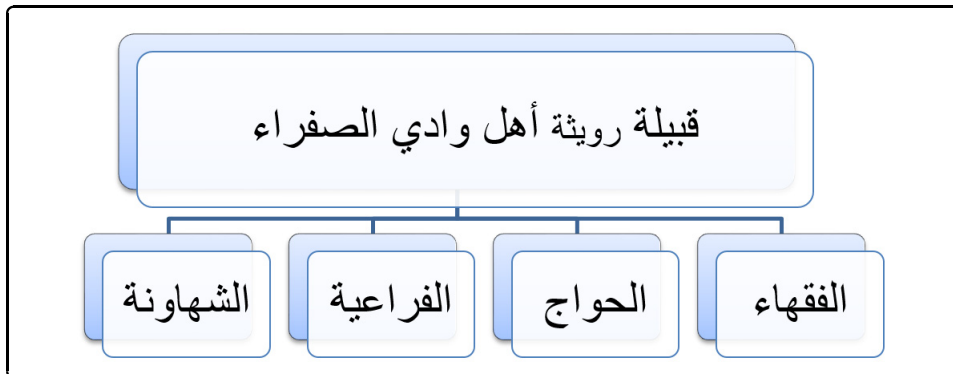 قبيلة رويثة أهل وادي الصفراء
الفقهاء
الحواج
الفراعية
الشهاونة